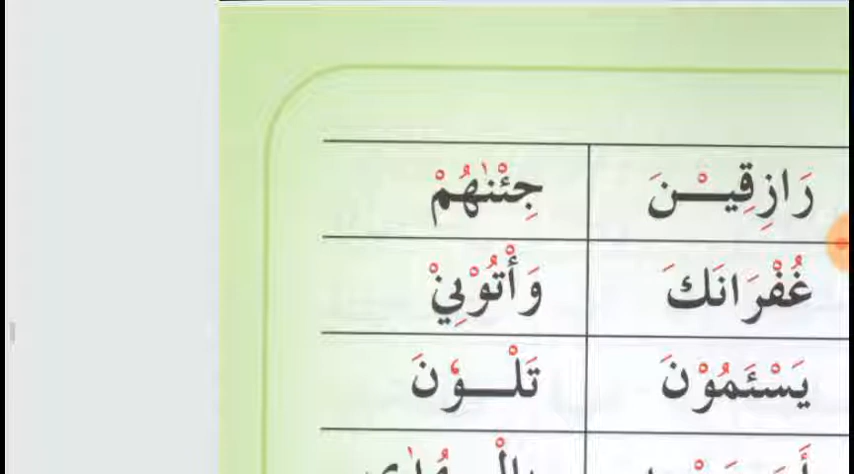 رَازِقِيْنَ جِئْنٰهُمْ
غُفْرَانَكَ وَأْتُوْنِيْ
يَسْئَمُوْنَ تَلْوٗنَ